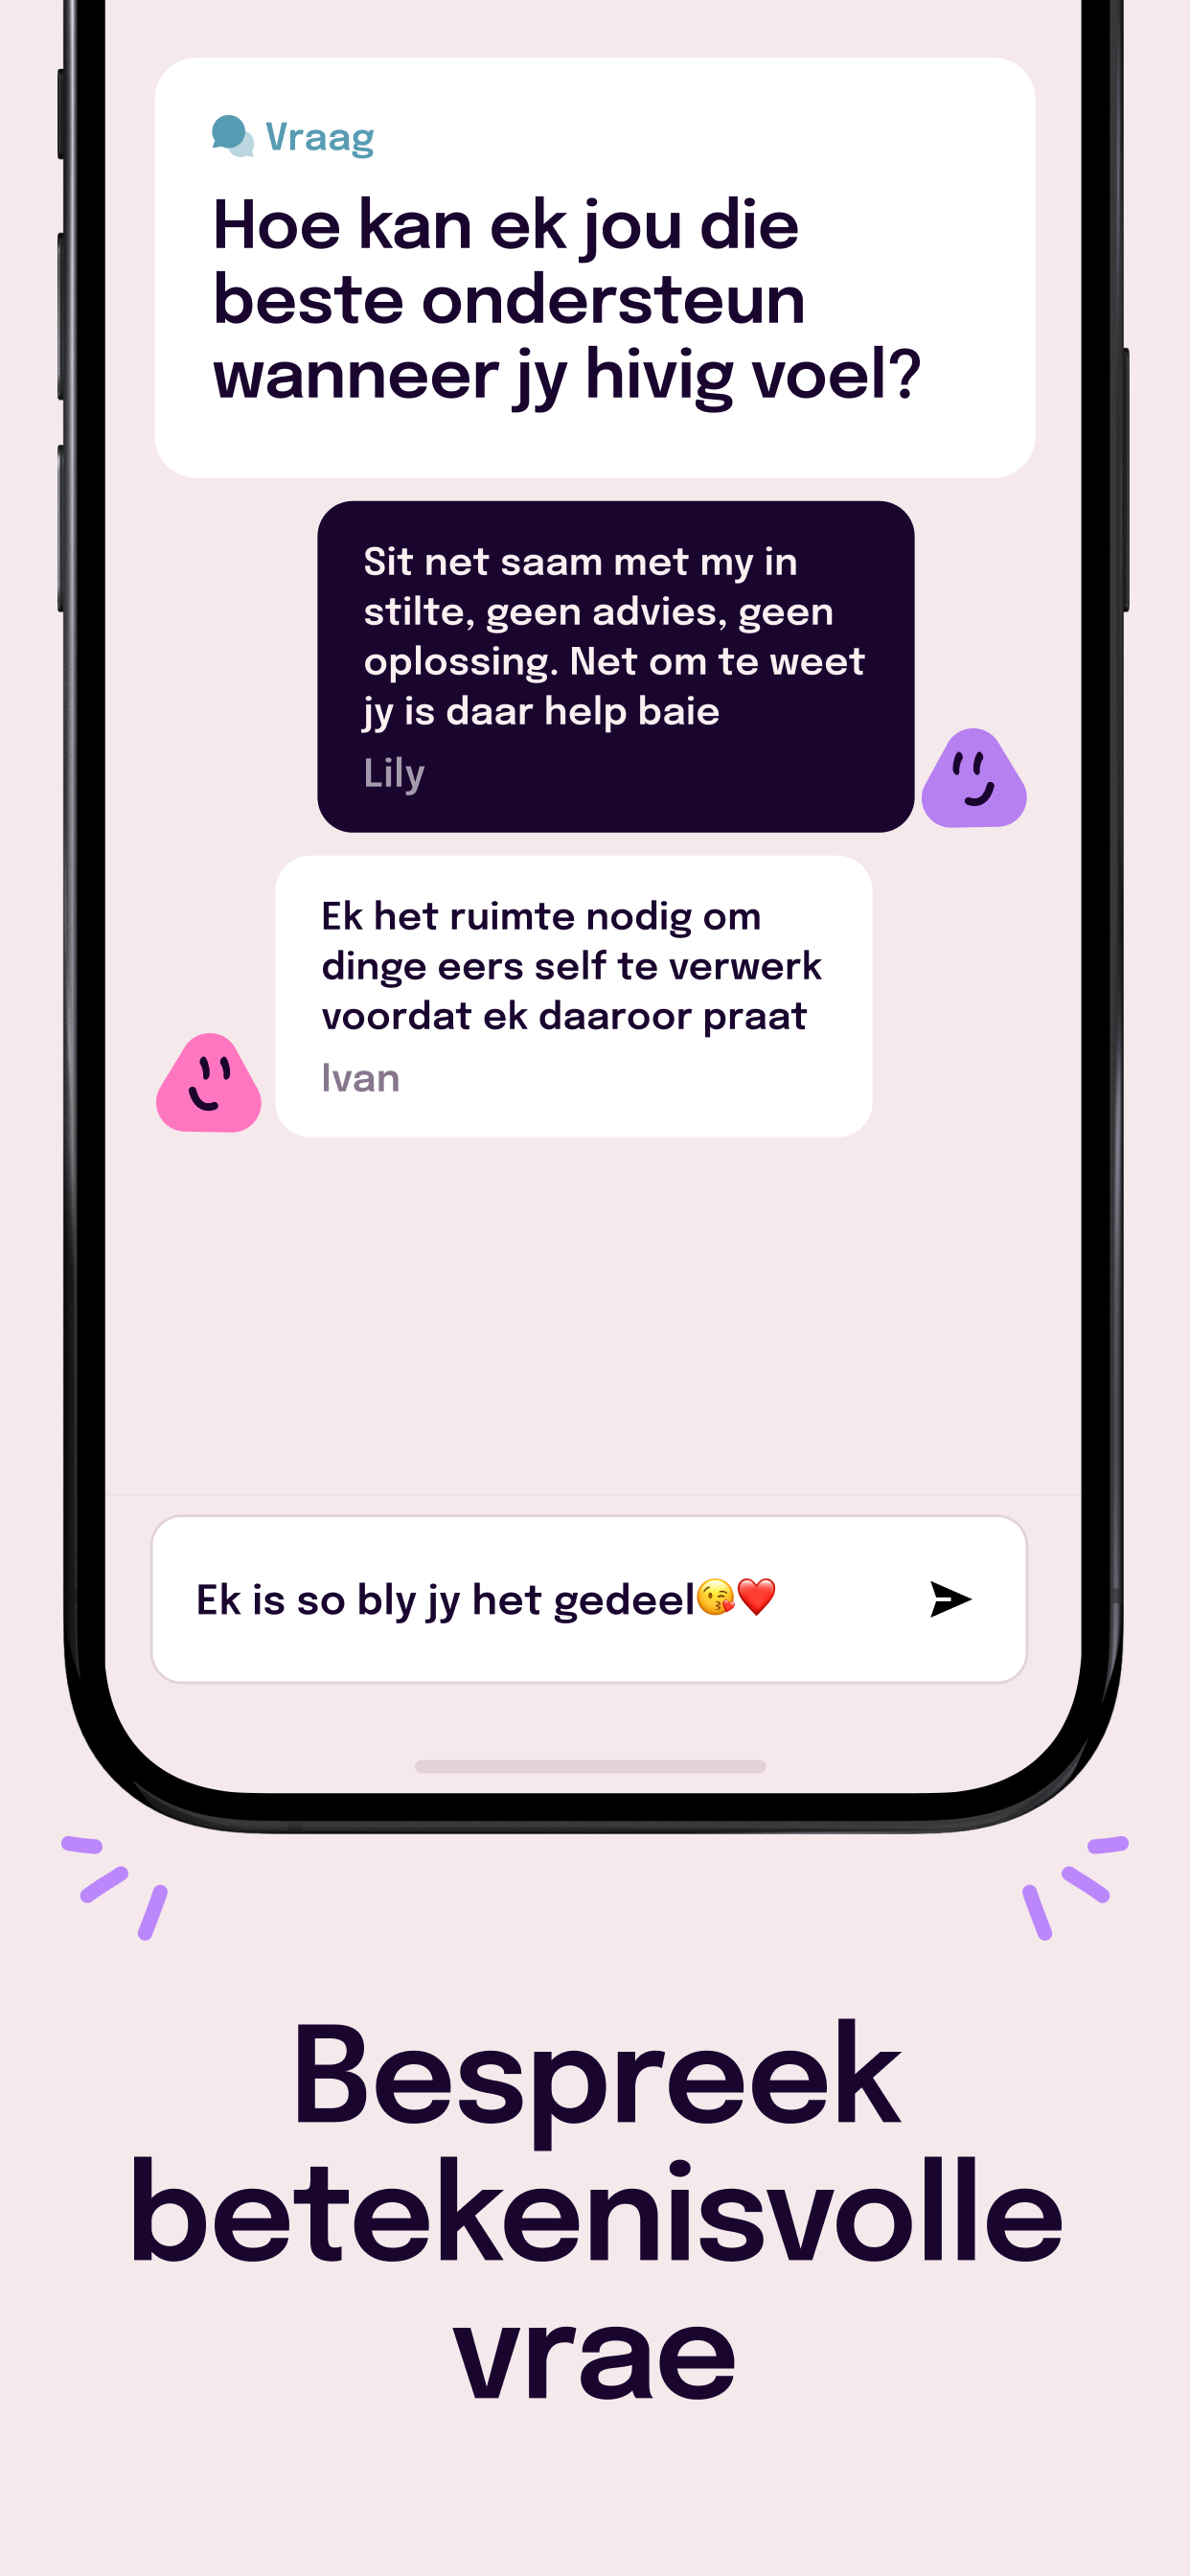 Vraag
Hoe kan ek jou die
beste ondersteun
wanneer jy hivig voel?
Sit net saam met my in
stilte, geen advies, geen
oplossing. Net om te weet
jy is daar help baie
Lily
Ek het ruimte nodig om
dinge eers self te verwerk
voordat ek daaroor praat
Ivan
Ek is so bly jy het gedeel😘❤️
Bespreek
betekenisvolle
vrae